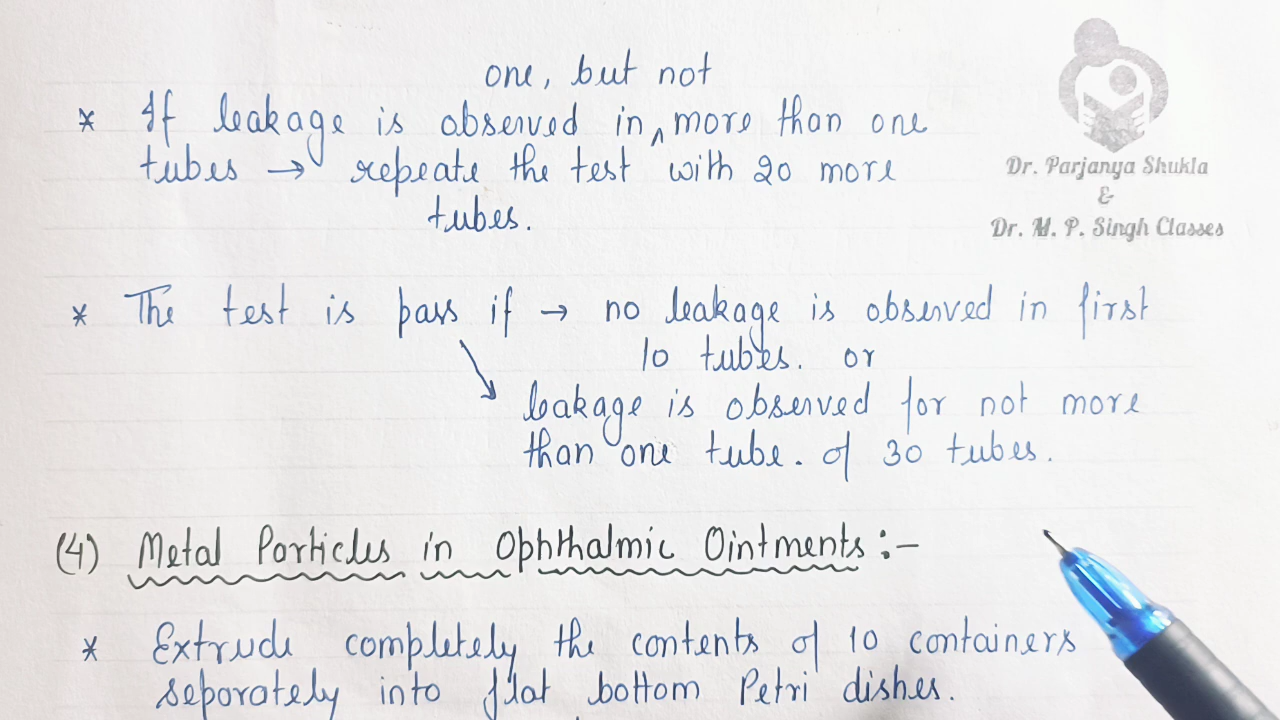 one, but not
* If leakage is observed in ^ more than one
tubes → repeate the test with 20 more
tubes.
* The test is pass if → no leakage is observed in first
10 tubes. or
leakage is observed for not more
than one tube. of 30 tubes.
(4) Metal Particles in Ophthalmic Ointments :-
* Extrude completely the contents of 10 containers
separately into flat bottom Petri dishes.
Dr. Parjanya Shukla
&
Dr. M. P. Singh Classes